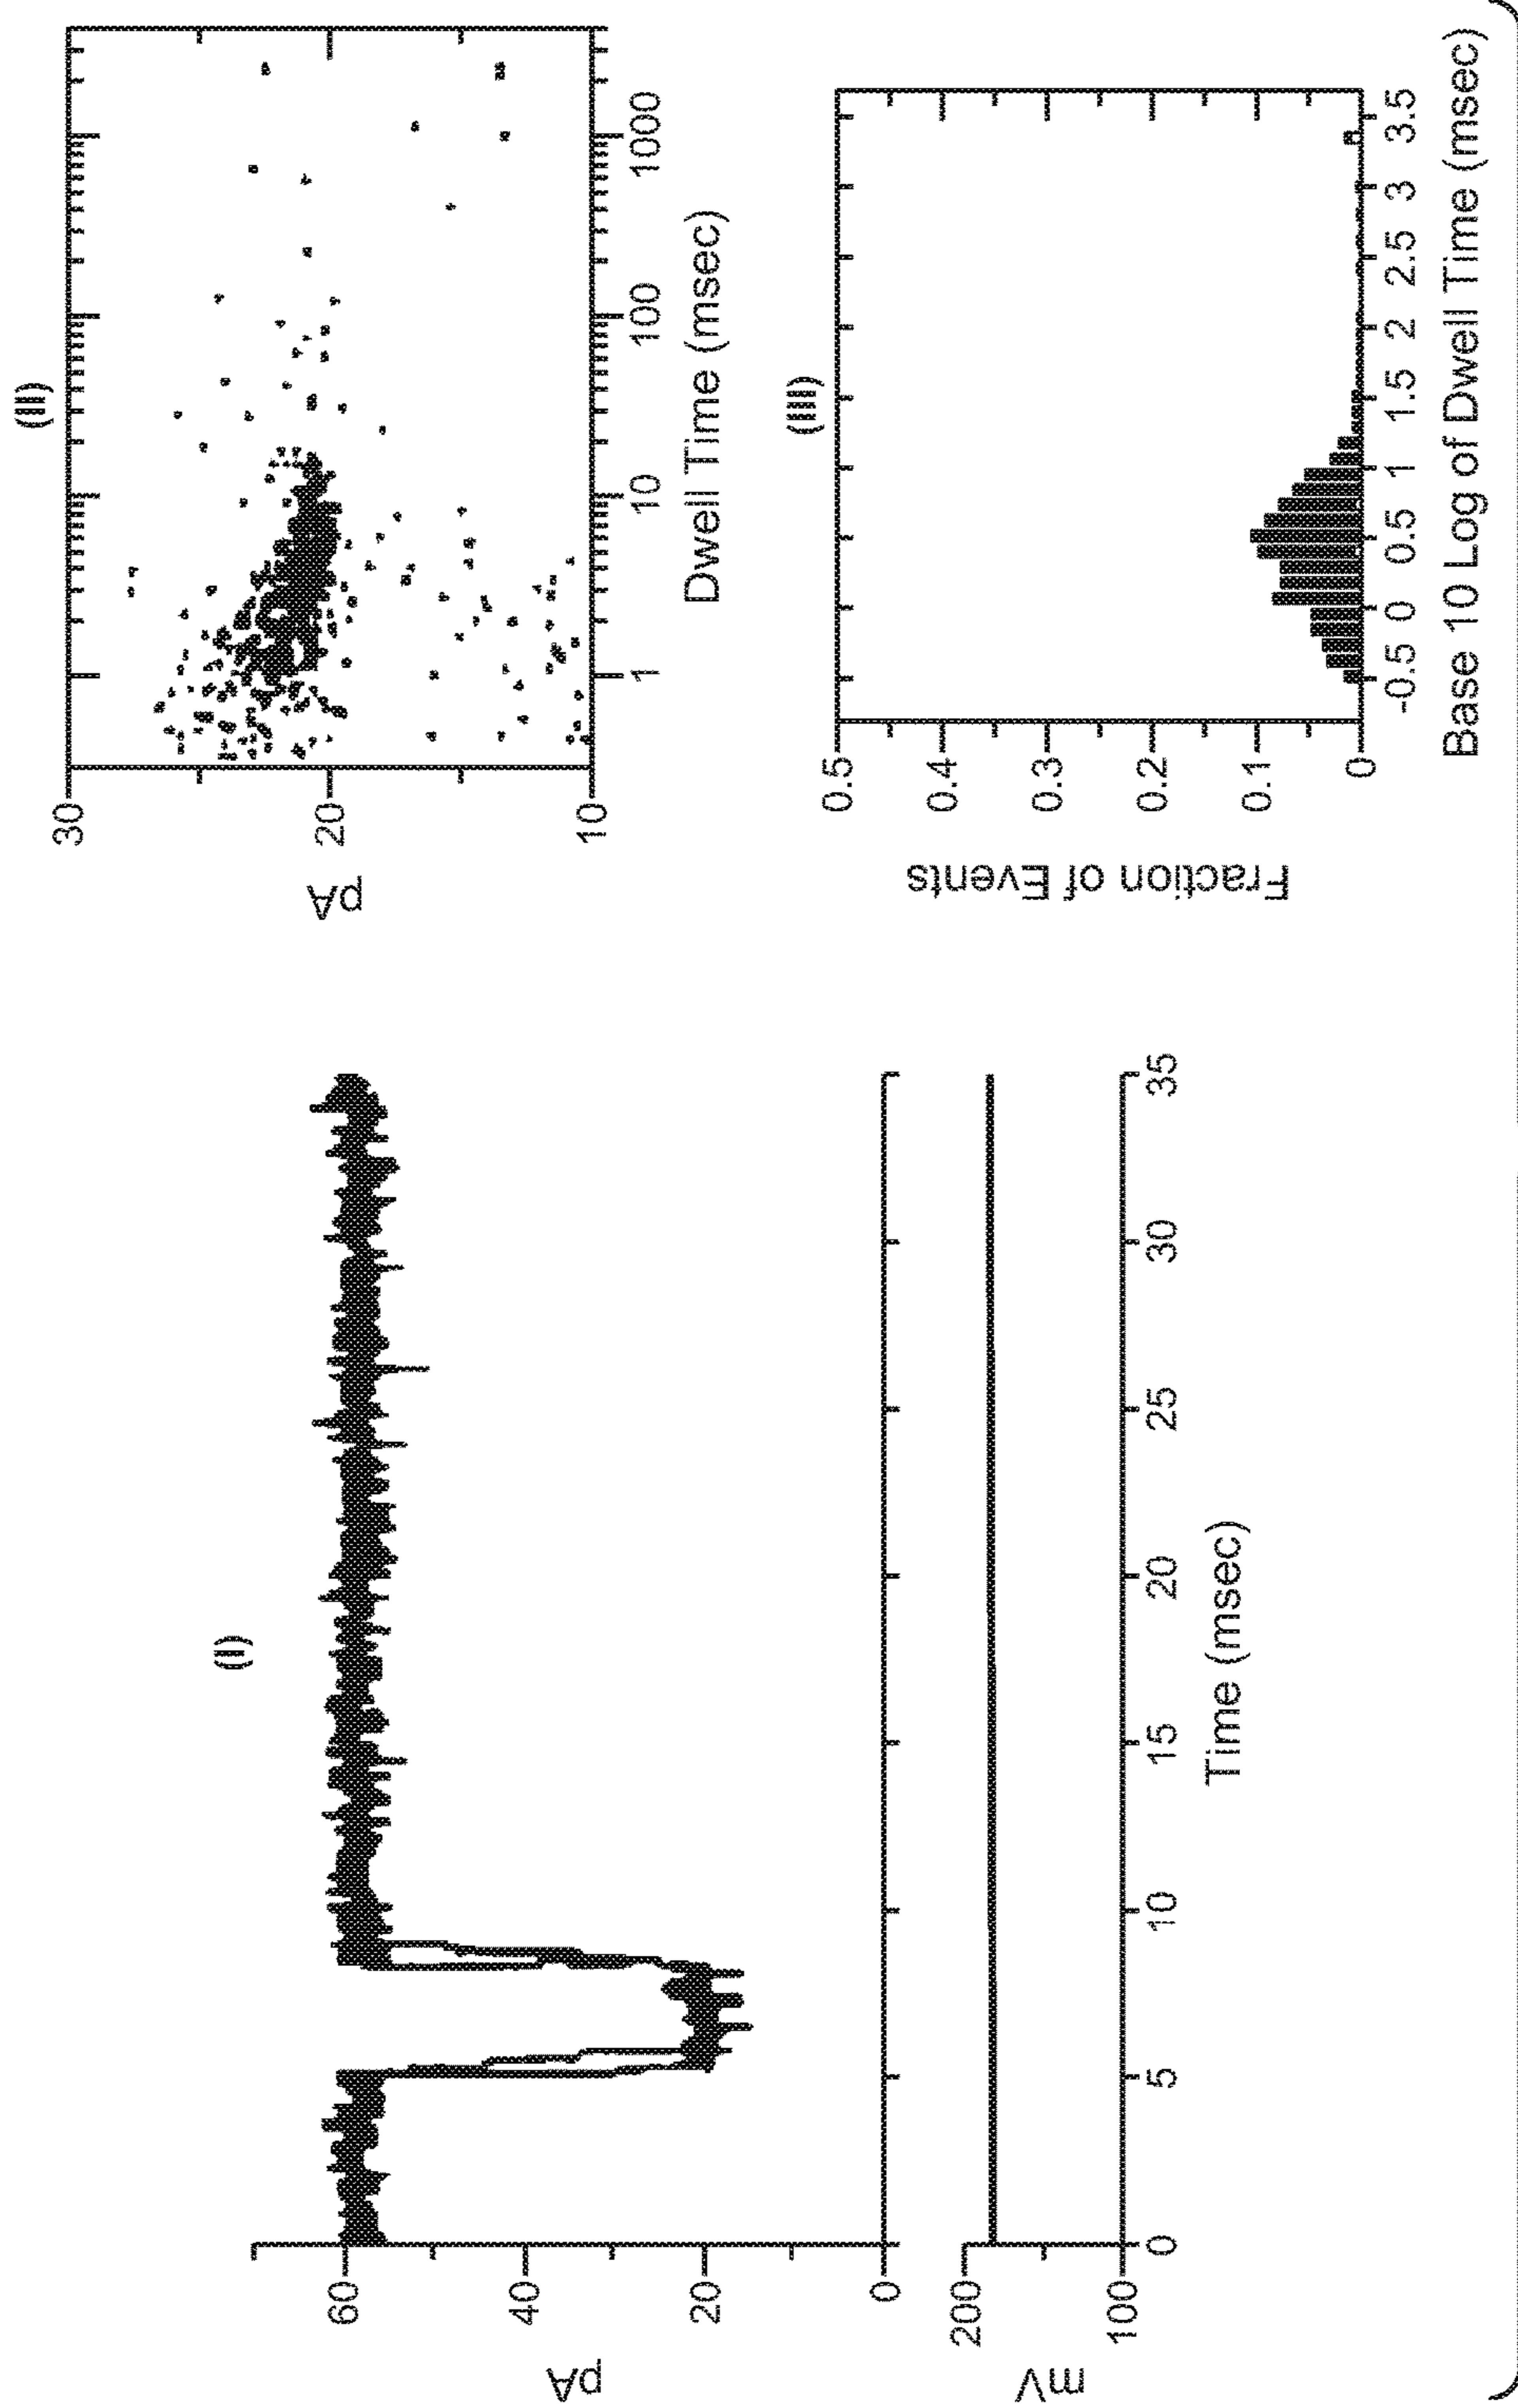 (I)
60
40
20
0
pA
200
100
mV
0 5 10 15 20 25 30 35
Time (msec)
(II)
30
20
10
pA
1 10 100 1000
Dwell Time (msec)
(III)
0.5
0.4
0.3
0.2
0.1
0
Fraction of Events
-0.5 0 0.5 1 1.5 2 2.5 3 3.5
Base 10 Log of Dwell Time (msec)